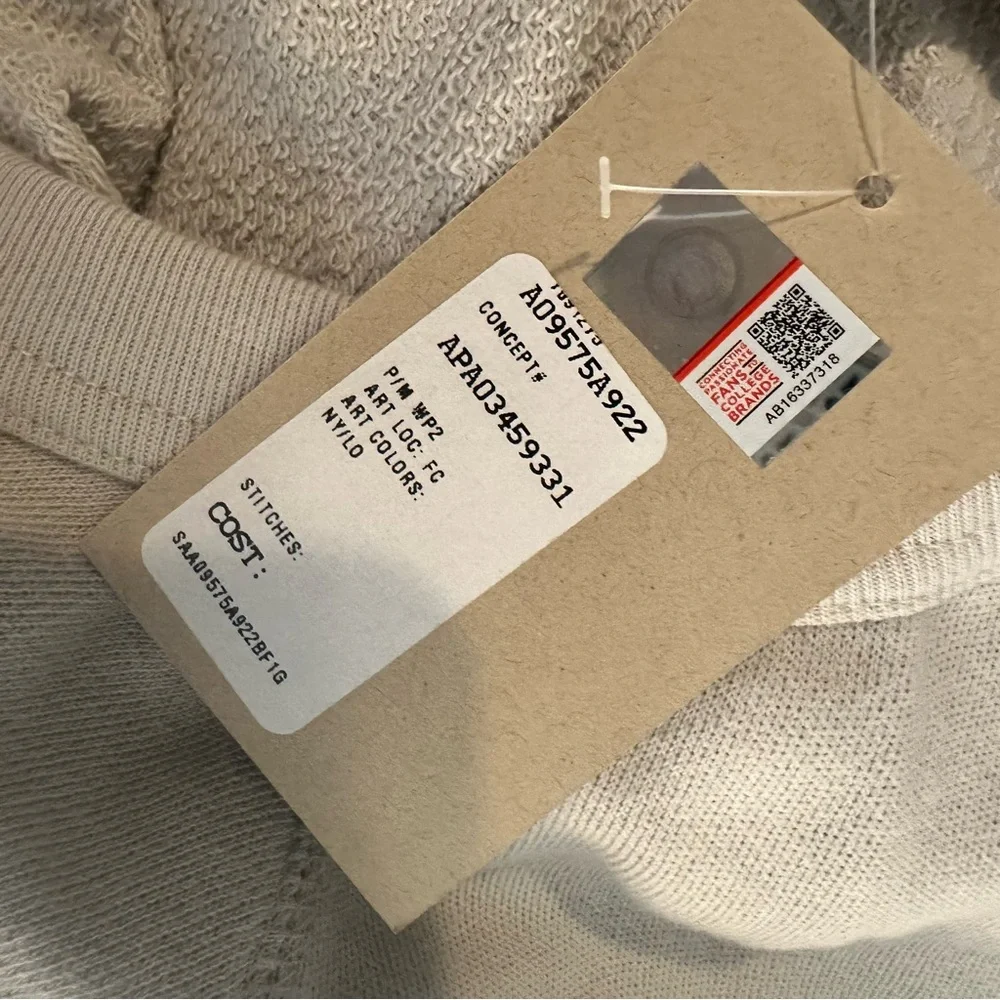 A09575A922
CONCEPT#
APA03459331
P/M WP2
ART LOC: FC
ART COLORS:
NY/LO
STITCHES:
COST:
SAA09575A922BF1G
CONNECTING
PASSIONATE
FANS
COLLEGE
BRANDS
AB16337318